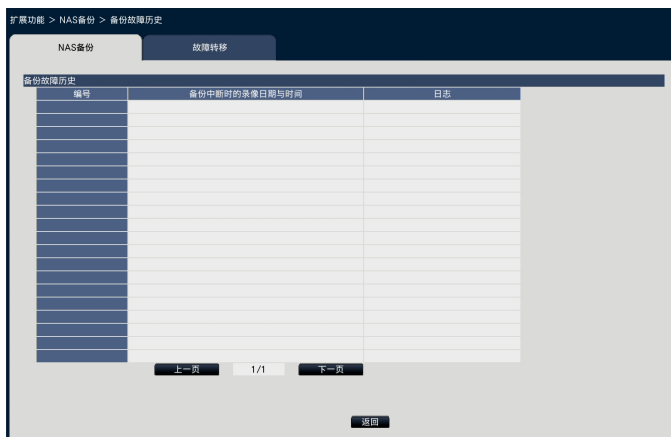 扩展功能 > NAS备份 > 备份故障历史
NAS备份 故障转移
备份故障历史
编号 备份中断时的录像日期与时间 日志
上一页 1/1 下一页
返回